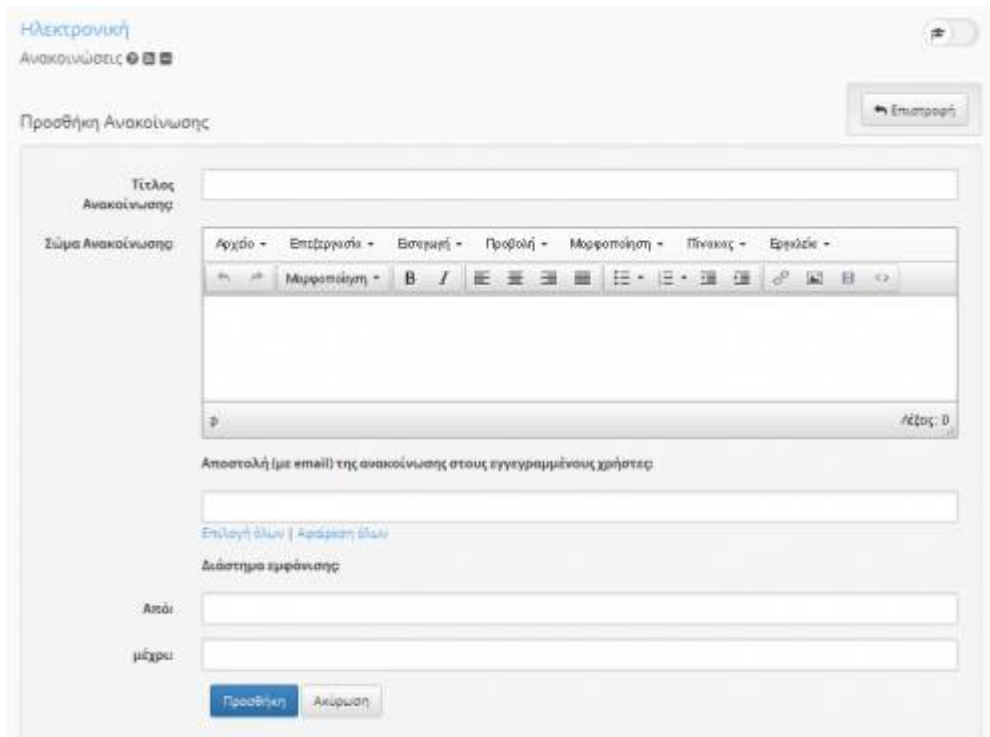 Ηλεκτρονική
Ανακοινώσεις
Επιστροφή
Προσθήκη Ανακοίνωσης
Τίτλος
Ανακοίνωσης:
Σώμα Ανακοίνωσης:
Αρχείο Επεξεργασία Εισαγωγή Προβολή Μορφοποίηση Πίνακας Εργαλεία
Μορφοποίηση B I
p Λέξεις: 0
Αποστολή (με email) της ανακοίνωσης στους εγγεγραμμένους χρήστες:
Επιλογή όλων | Αφαίρεση όλων
Διάστημα εμφάνισης:
Από:
μέχρι:
Προσθήκη Ακύρωση